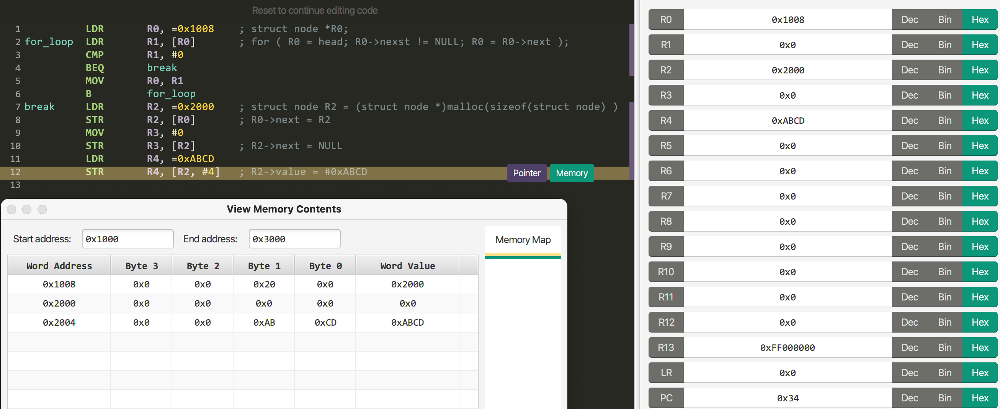 Reset to continue editing code
1 LDR R0, =0x1008 ; struct node *R0;
2 for_loop LDR R1, [R0] ; for ( R0 = head; R0->nexst != NULL; R0 = R0->next );
3 CMP R1, #0
4 BEQ break
5 MOV R0, R1
6 B for_loop
7 break LDR R2, =0x2000 ; struct node R2 = (struct node *)malloc(sizeof(struct node) )
8 STR R2, [R0] ; R0->next = R2
9 MOV R3, #0
10 STR R3, [R2] ; R2->next = NULL
11 LDR R4, =0xABCD
12 STR R4, [R2, #4] ; R2->value = #0xABCD Pointer Memory
13
View Memory Contents
Start address: 0x1000 End address: 0x3000
Memory Map
Word Address Byte 3 Byte 2 Byte 1 Byte 0 Word Value
0x1008 0x0 0x0 0x20 0x0 0x2000
0x2000 0x0 0x0 0x0 0x0 0x0
0x2004 0x0 0x0 0xAB 0xCD 0xABCD
R0 0x1008 Dec Bin Hex
R1 0x0 Dec Bin Hex
R2 0x2000 Dec Bin Hex
R3 0x0 Dec Bin Hex
R4 0xABCD Dec Bin Hex
R5 0x0 Dec Bin Hex
R6 0x0 Dec Bin Hex
R7 0x0 Dec Bin Hex
R8 0x0 Dec Bin Hex
R9 0x0 Dec Bin Hex
R10 0x0 Dec Bin Hex
R11 0x0 Dec Bin Hex
R12 0x0 Dec Bin Hex
R13 0xFF000000 Dec Bin Hex
LR 0x0 Dec Bin Hex
PC 0x34 Dec Bin Hex